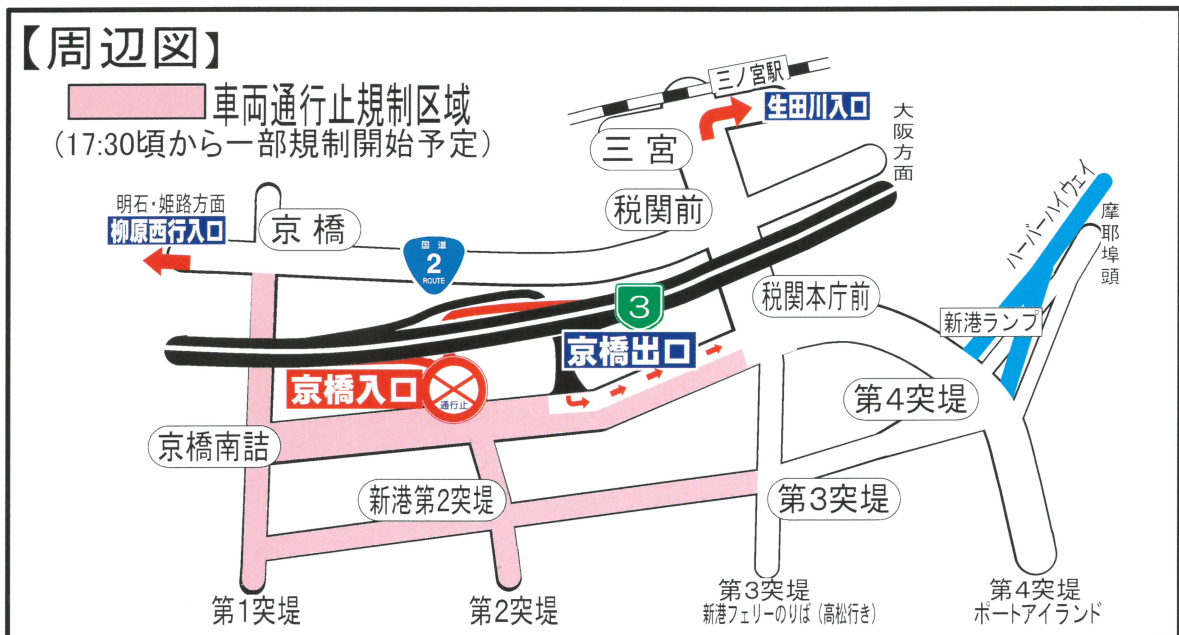 【周辺図】
車両通行止規制区域
(17:30頃から一部規制開始予定)
三ノ宮駅
生田川入口
三宮
大阪方面
税関前
明石・姫路方面
柳原西行入口
京橋
国道
2
ROUTE
ハーバーハイウェイ
摩耶埠頭
3
税関本庁前
新港ランプ
京橋出口
京橋入口
通行止
第4突堤
京橋南詰
新港第2突堤
第3突堤
第1突堤
第2突堤
第3突堤
新港フェリーのりば(高松行き)
第4突堤
ポートアイランド